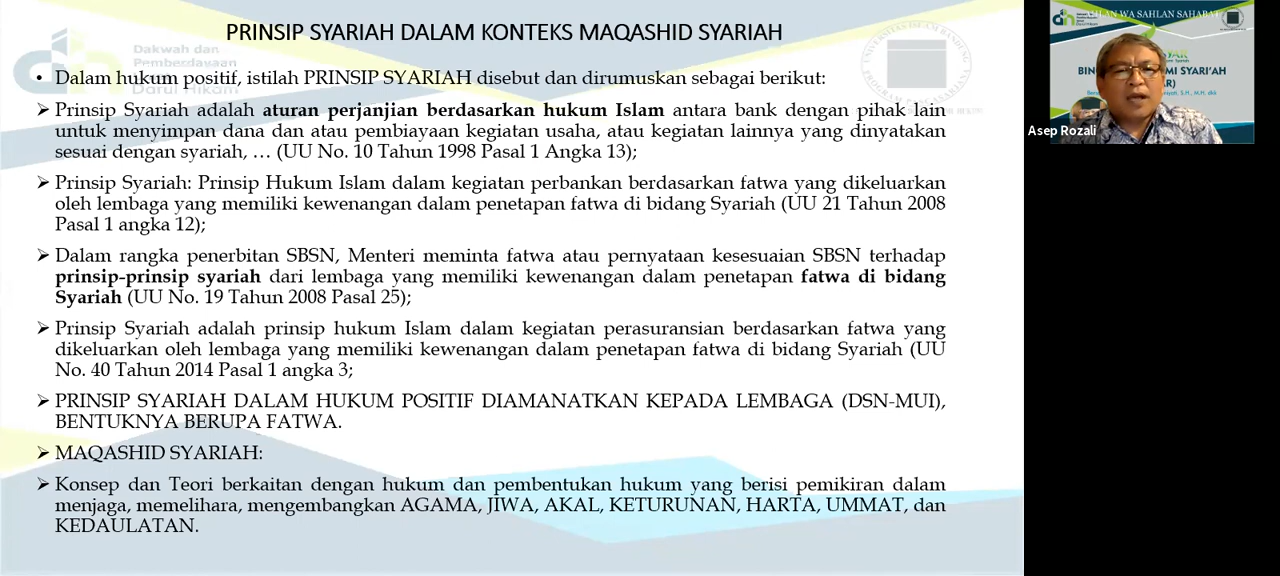 PRINSIP SYARIAH DALAM KONTEKS MAQASHID SYARIAH
Dakwah dan
Pemberdayaan
Darul Hikam
• Dalam hukum positif, istilah PRINSIP SYARIAH disebut dan dirumuskan sebagai berikut:
➢ Prinsip Syariah adalah aturan perjanjian berdasarkan hukum Islam antara bank dengan pihak lain
untuk menyimpan dana dan atau pembiayaan kegiatan usaha, atau kegiatan lainnya yang dinyatakan
sesuai dengan syariah, … (UU No. 10 Tahun 1998 Pasal 1 Angka 13);
➢ Prinsip Syariah: Prinsip Hukum Islam dalam kegiatan perbankan berdasarkan fatwa yang dikeluarkan
oleh lembaga yang memiliki kewenangan dalam penetapan fatwa di bidang Syariah (UU 21 Tahun 2008
Pasal 1 angka 12);
➢ Dalam rangka penerbitan SBSN, Menteri meminta fatwa atau pernyataan kesesuaian SBSN terhadap
prinsip-prinsip syariah dari lembaga yang memiliki kewenangan dalam penetapan fatwa di bidang
Syariah (UU No. 19 Tahun 2008 Pasal 25);
➢ Prinsip Syariah adalah prinsip hukum Islam dalam kegiatan perasuransian berdasarkan fatwa yang
dikeluarkan oleh lembaga yang memiliki kewenangan dalam penetapan fatwa di bidang Syariah (UU
No. 40 Tahun 2014 Pasal 1 angka 3;
➢ PRINSIP SYARIAH DALAM HUKUM POSITIF DIAMANATKAN KEPADA LEMBAGA (DSN-MUI),
BENTUKNYA BERUPA FATWA.
➢ MAQASHID SYARIAH:
➢ Konsep dan Teori berkaitan dengan hukum dan pembentukan hukum yang berisi pemikiran dalam
menjaga, memelihara, mengembangkan AGAMA, JIWA, AKAL, KETURUNAN, HARTA, UMMAT, dan
KEDAULATAN.
WA SAHLAN
SYARI'AH
Asep Rozali